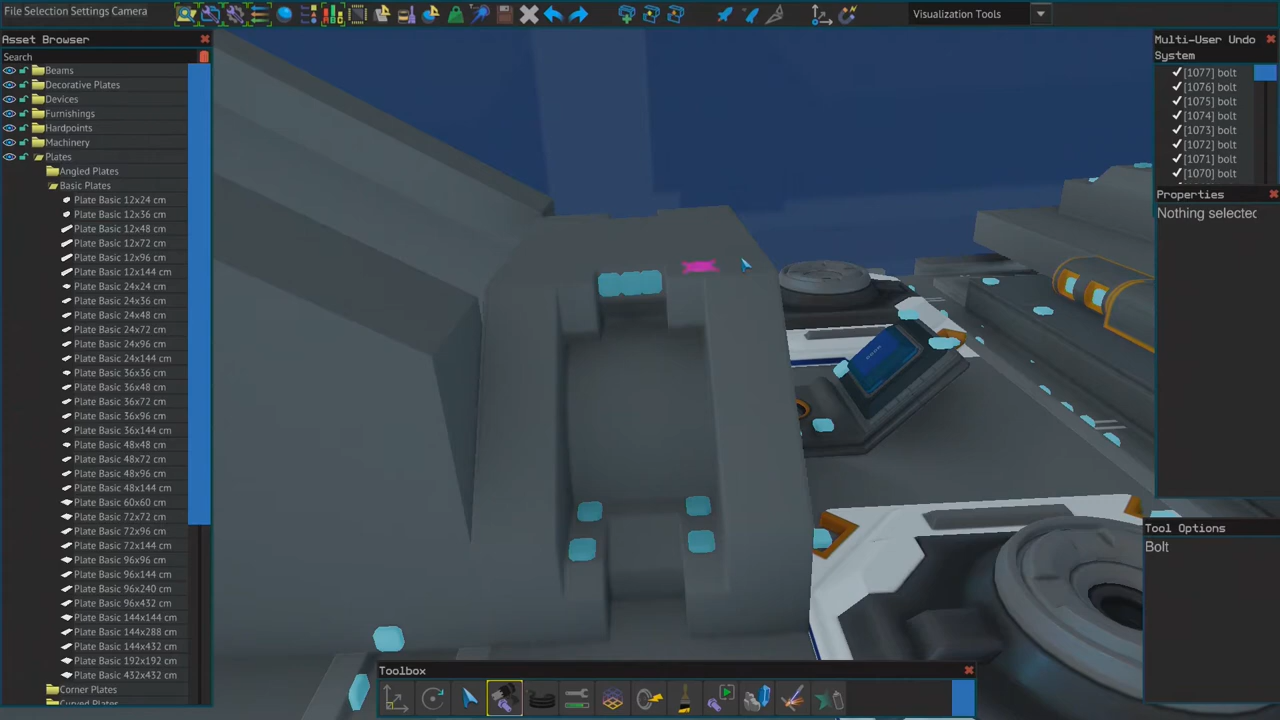 File Selection Settings Camera
Visualization Tools
Asset Browser
Search
Beams
Decorative Plates
Devices
Furnishings
Hardpoints
Machinery
Plates
Angled Plates
Basic Plates
Plate Basic 12x24 cm
Plate Basic 12x36 cm
Plate Basic 12x48 cm
Plate Basic 12x72 cm
Plate Basic 12x96 cm
Plate Basic 12x144 cm
Plate Basic 24x24 cm
Plate Basic 24x36 cm
Plate Basic 24x48 cm
Plate Basic 24x72 cm
Plate Basic 24x96 cm
Plate Basic 24x144 cm
Plate Basic 36x36 cm
Plate Basic 36x48 cm
Plate Basic 36x72 cm
Plate Basic 36x96 cm
Plate Basic 36x144 cm
Plate Basic 48x48 cm
Plate Basic 48x72 cm
Plate Basic 48x96 cm
Plate Basic 48x144 cm
Plate Basic 60x60 cm
Plate Basic 72x72 cm
Plate Basic 72x96 cm
Plate Basic 72x144 cm
Plate Basic 96x96 cm
Plate Basic 96x144 cm
Plate Basic 96x240 cm
Plate Basic 96x432 cm
Plate Basic 144x144 cm
Plate Basic 144x288 cm
Plate Basic 144x432 cm
Plate Basic 192x192 cm
Plate Basic 432x432 cm
Corner Plates
Curved Plates
Multi-User Undo
System
[1077] bolt
[1076] bolt
[1075] bolt
[1074] bolt
[1073] bolt
[1072] bolt
[1071] bolt
[1070] bolt
Properties
Nothing selected
Tool Options
Bolt
Toolbox